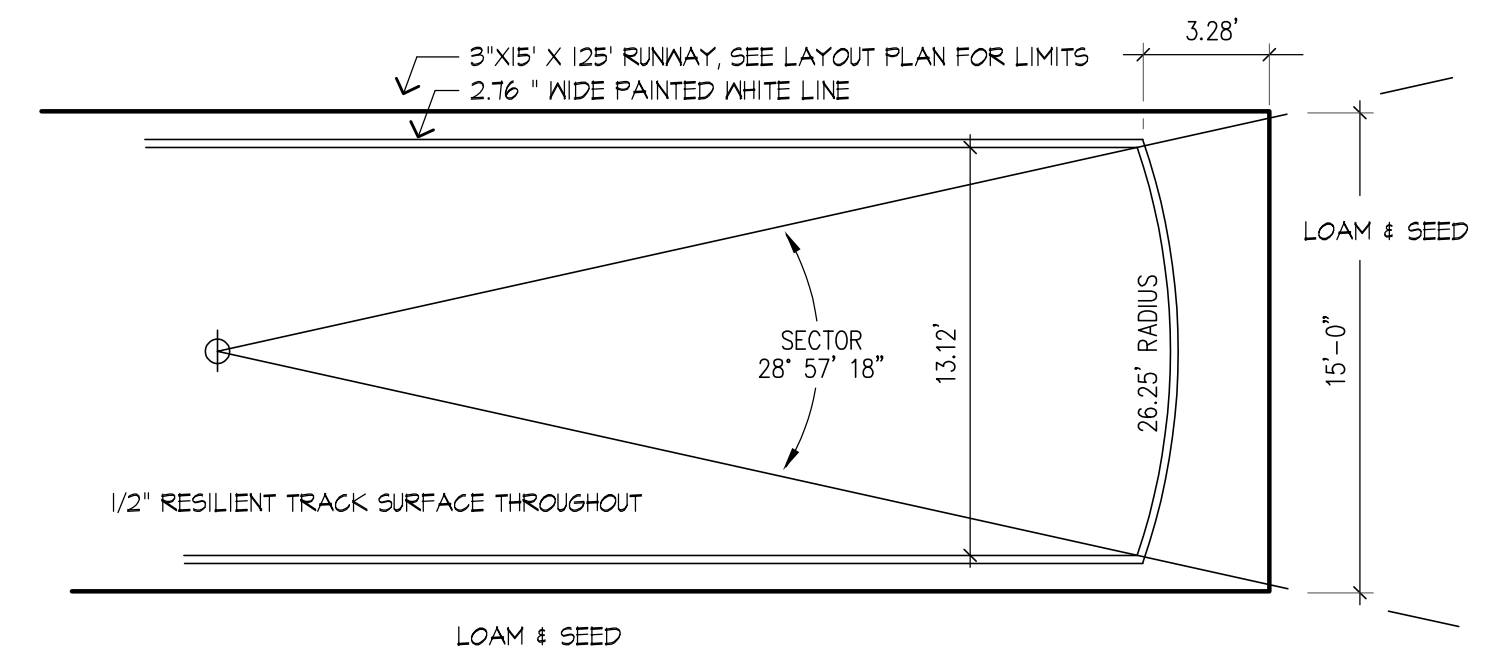 3.28'
3"X15' X 125' RUNWAY, SEE LAYOUT PLAN FOR LIMITS
2.76 " WIDE PAINTED WHITE LINE
LOAM & SEED
SECTOR
28° 57' 18"
13.12'
26.25' RADIUS
15'-0"
1/2" RESILIENT TRACK SURFACE THROUGHOUT
LOAM & SEED